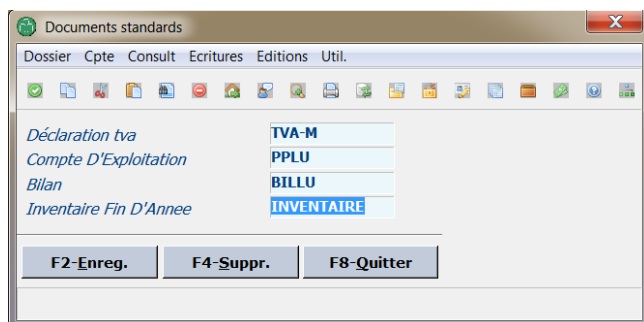 Documents standards
Dossier Cpte Consult Ecritures Editions Util.
Déclaration tva TVA-M
Compte D'Exploitation PPLU
Bilan BILLU
Inventaire Fin D'Annee INVENTAIRE
F2-Enreg. F4-Suppr. F8-Quitter